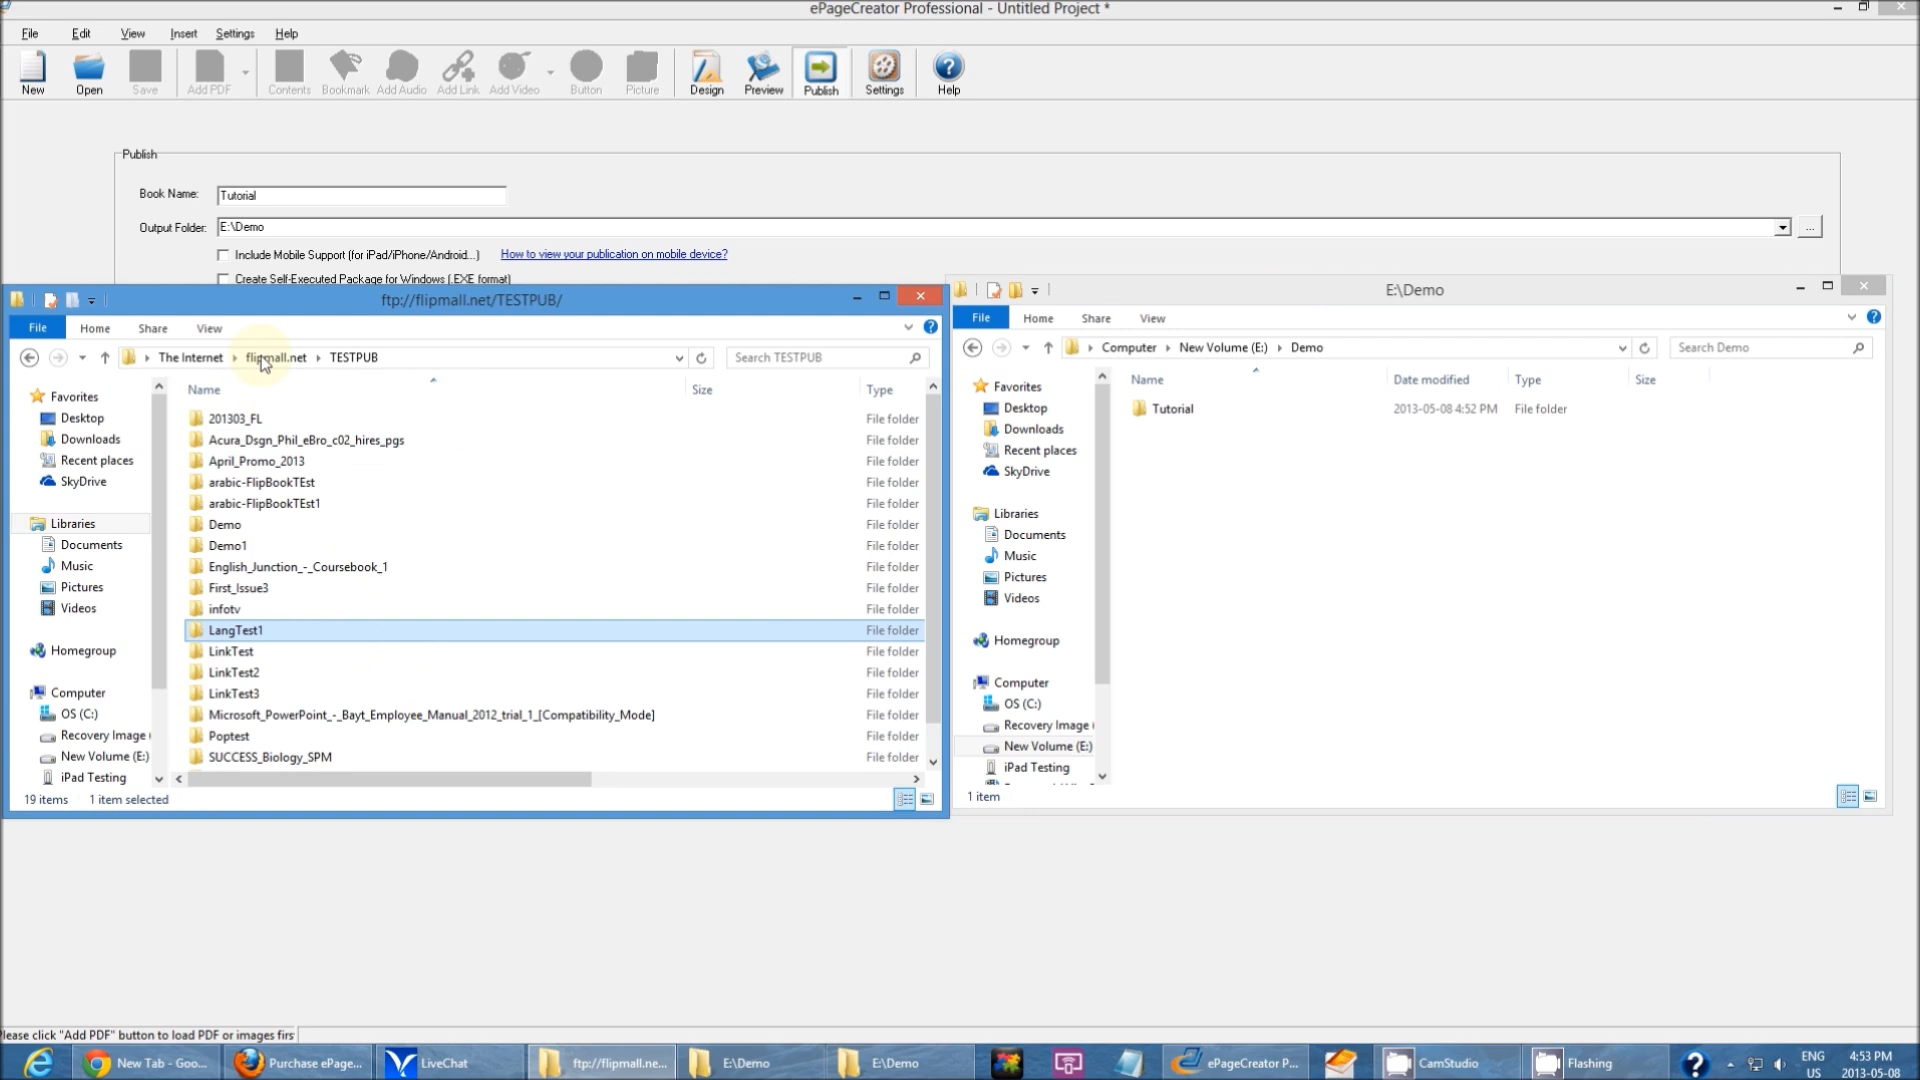 ePageCreator Professional - Untitled Project *
File Edit View Insert Settings Help
New Open Save Add PDF Contents Bookmark Add Audio Add Link Add Video Button Picture Design Preview Publish Settings Help
Publish
Book Name: Tutorial
Output Folder: E:\Demo
...
Include Mobile Support (for iPad/iPhone/Android...) How to view your publication on mobile device?
Create Self-Executed Package for Windows (.EXE format)
ftp://flipmall.net/TESTPUB/
File Home Share View
The Internet flipmall.net TESTPUB
Search TESTPUB
Favorites
Desktop
Downloads
Recent places
SkyDrive
Libraries
Documents
Music
Pictures
Videos
Homegroup
Computer
OS (C:)
Recovery Image
New Volume (E:)
iPad Testing
Name Size Type
201303_FL File folder
Acura_Dsgn_Phil_eBro_c02_hires_pgs File folder
April_Promo_2013 File folder
arabic-FlipBookTEst File folder
arabic-FlipBookTEst1 File folder
Demo File folder
Demo1 File folder
English_Junction_-_Coursebook_1 File folder
First_Issue3 File folder
infotv File folder
LangTest1 File folder
LinkTest File folder
LinkTest2 File folder
LinkTest3 File folder
Microsoft_PowerPoint_-_Bayt_Employee_Manual_2012_trial_1_[Compatibility_Mode] File folder
Poptest File folder
SUCCESS_Biology_SPM File folder
19 items 1 item selected
E:\Demo
File Home Share View
Computer New Volume (E:) Demo
Search Demo
Favorites
Desktop
Downloads
Recent places
SkyDrive
Libraries
Documents
Music
Pictures
Videos
Homegroup
Computer
OS (C:)
Recovery Image
New Volume (E:)
iPad Testing
Name Date modified Type Size
Tutorial 2013-05-08 4:52 PM File folder
1 item
Please click "Add PDF" button to load PDF or images firs
New Tab - Goo... Purchase ePage... LiveChat ftp://flipmall.ne... E:\Demo E:\Demo ePageCreator P... CamStudio Flashing
ENG
US
4:53 PM
2013-05-08